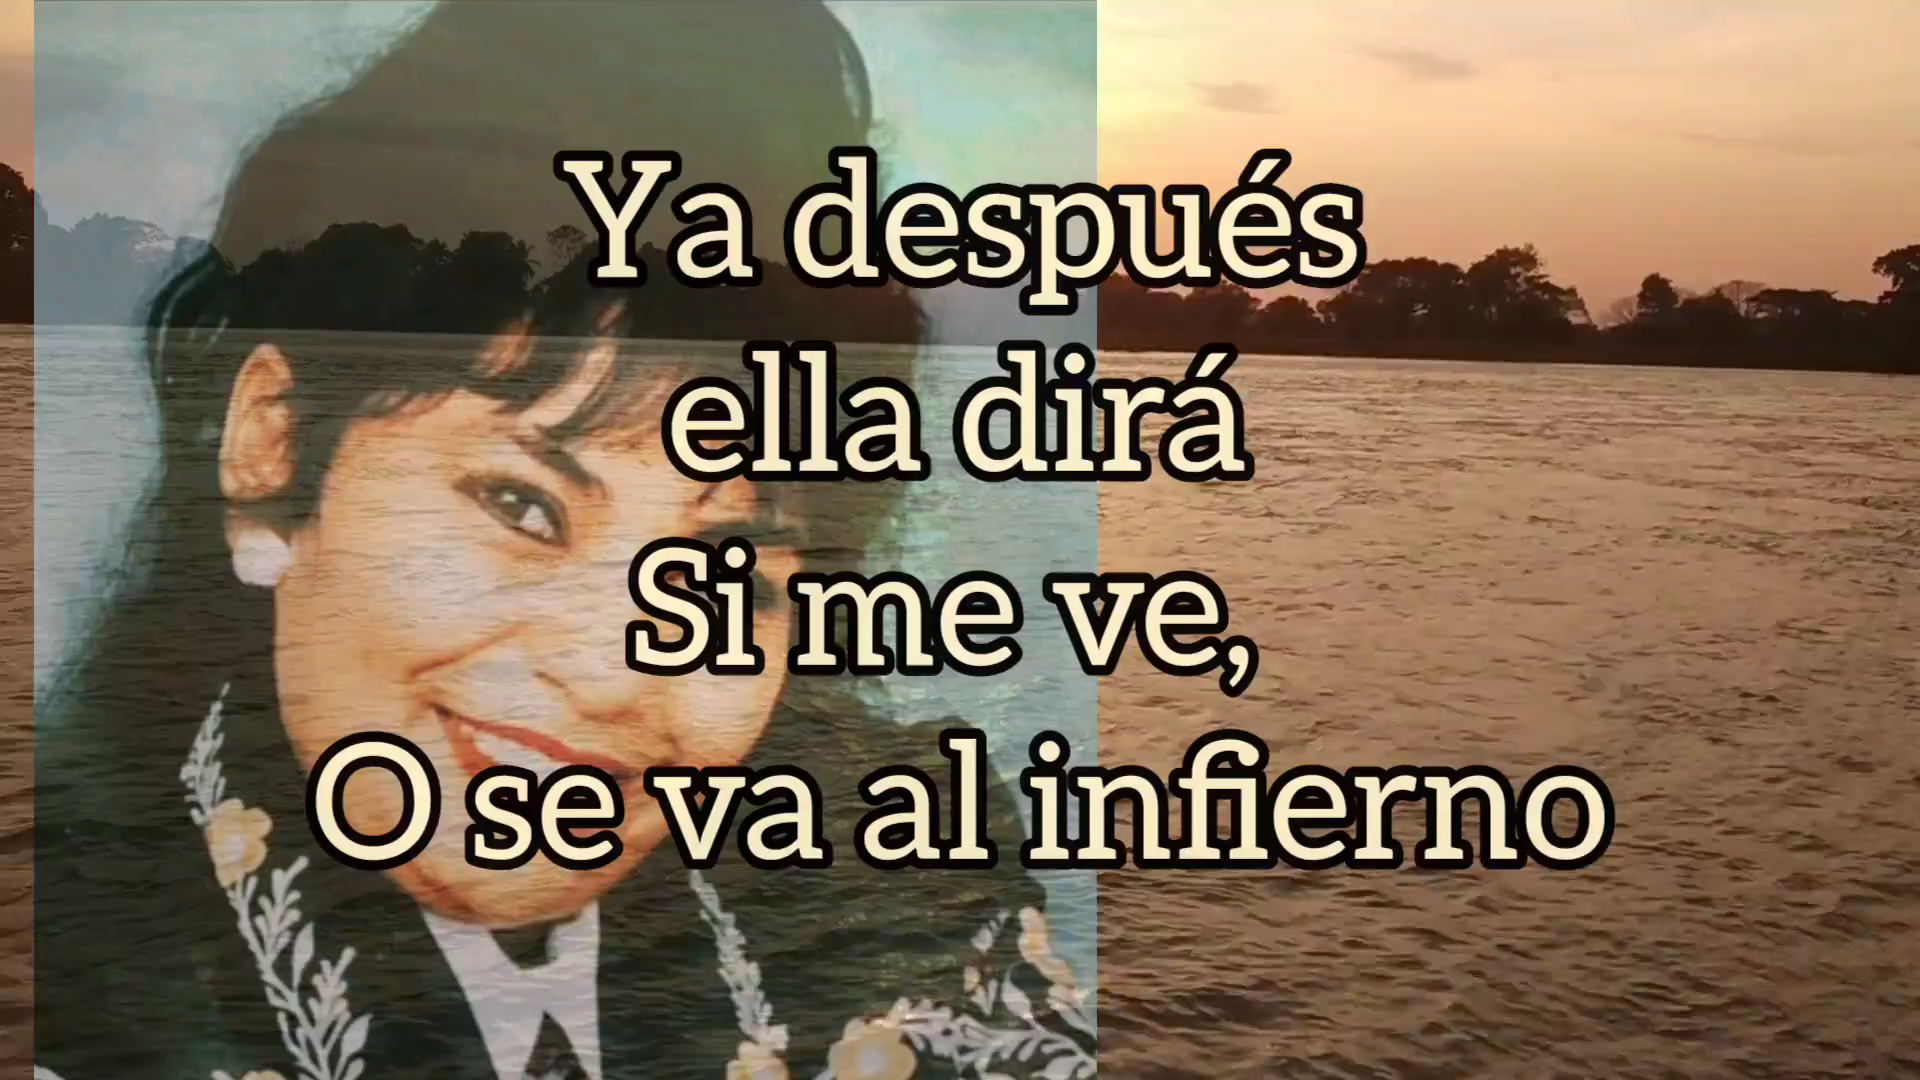 Ya después
ella dirá
Si me ve,
O se va al infierno